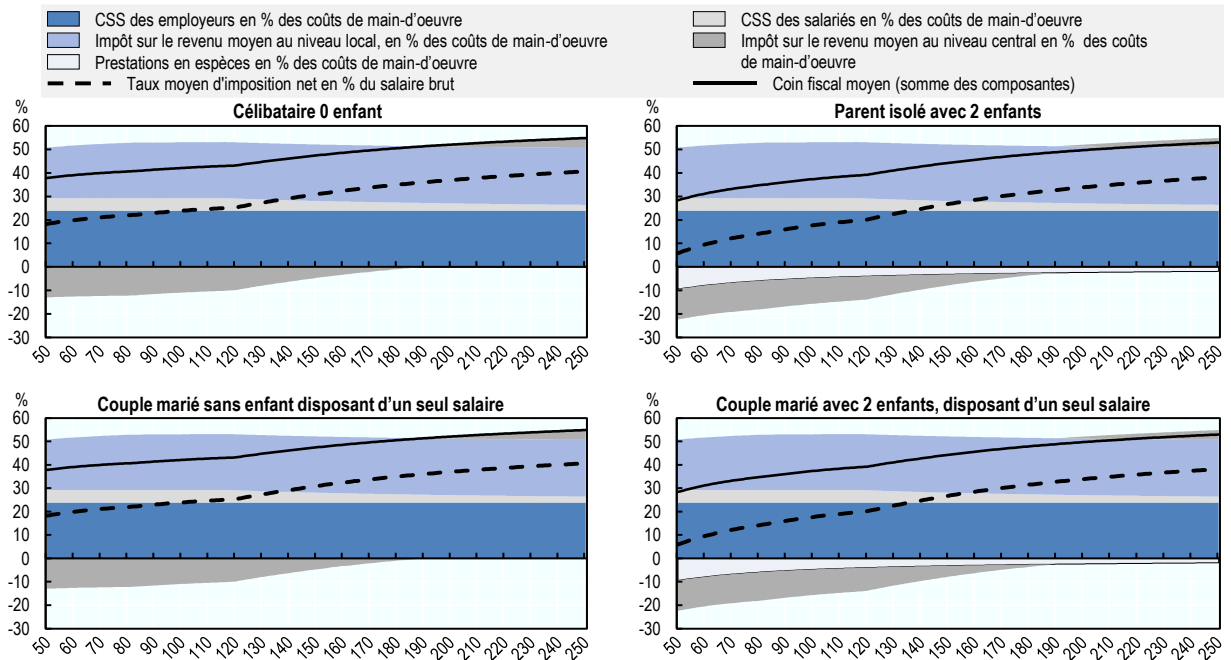 CSS des employeurs en % des coûts de main-d'oeuvre
CSS des salariés en % des coûts de main-d'oeuvre
Impôt sur le revenu moyen au niveau local, en % des coûts de main-d'oeuvre
Impôt sur le revenu moyen au niveau central en % des coûts
de main-d'oeuvre
Prestations en espèces en % des coûts de main-d'oeuvre
Taux moyen d'imposition net en % du salaire brut
Coin fiscal moyen (somme des composantes)
%
Célibataire 0 enfant
60
50
40
30
20
10
0
-10
-20
-30
50 60 70 80 90 100 110 120 130 140 150 160 170 180 190 200 210 220 230 240 250
%
Parent isolé avec 2 enfants
60
50
40
30
20
10
0
-10
-20
-30
50 60 70 80 90 100 110 120 130 140 150 160 170 180 190 200 210 220 230 240 250
%
Couple marié sans enfant disposant d'un seul salaire
60
50
40
30
20
10
0
-10
-20
-30
50 60 70 80 90 100 110 120 130 140 150 160 170 180 190 200 210 220 230 240 250
%
Couple marié avec 2 enfants, disposant d'un seul salaire
60
50
40
30
20
10
0
-10
-20
-30
50 60 70 80 90 100 110 120 130 140 150 160 170 180 190 200 210 220 230 240 250